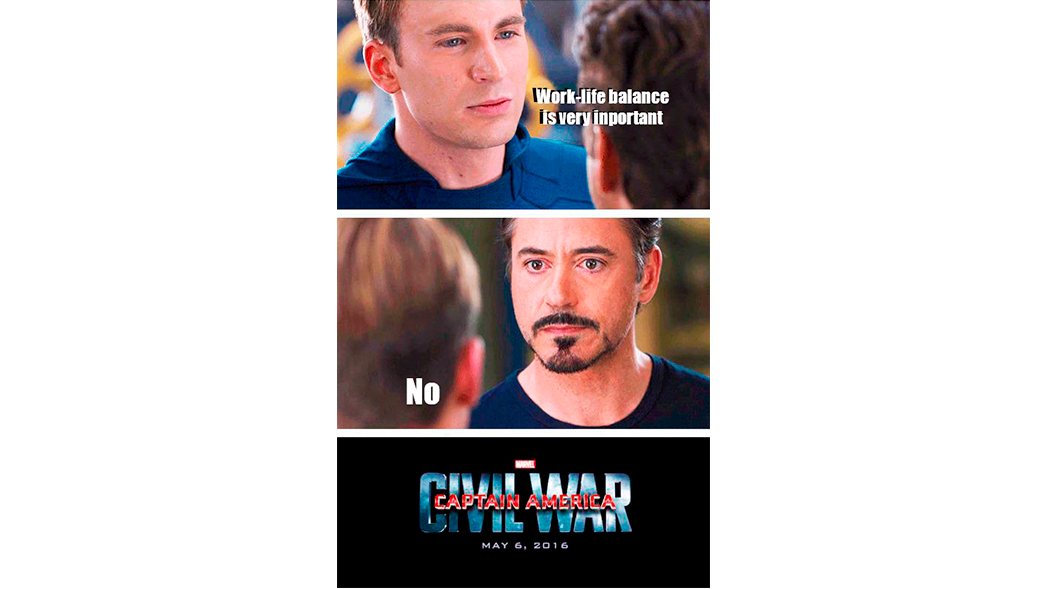 Work-life balance
is very inportant
No
MARVEL
CIVIL WAR
CAPTAIN AMERICA
MAY 6, 2016